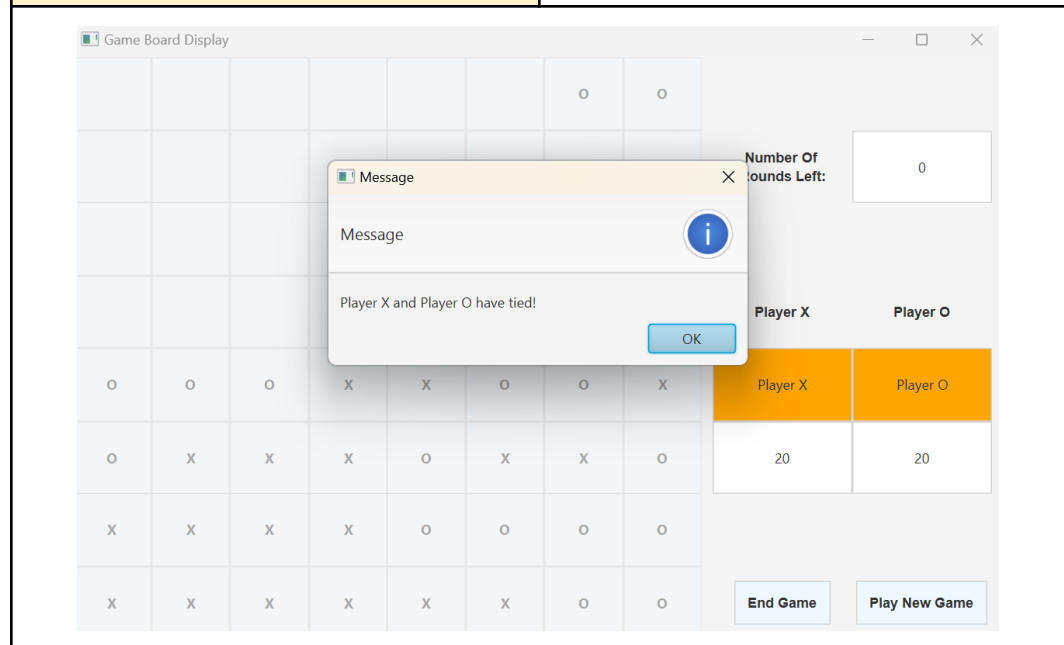 Game Board Display
O O
Number Of
ounds Left:
0
Message
Message
Player X and Player O have tied!
OK
Player X Player O
O O O X X O O X
Player X Player O
O X X X O X X O
20 20
X X X X O O O O
X X X X X X O O
End Game Play New Game